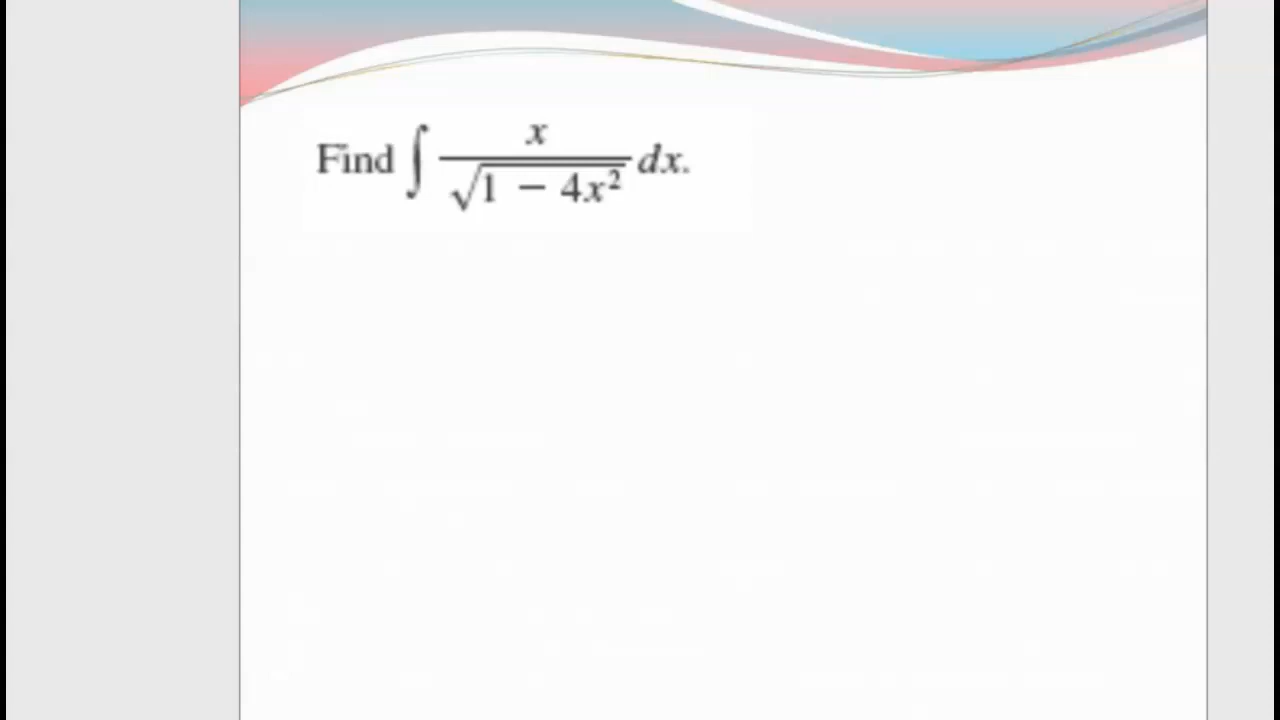 Find ∫ x/√(1 − 4x²) dx.